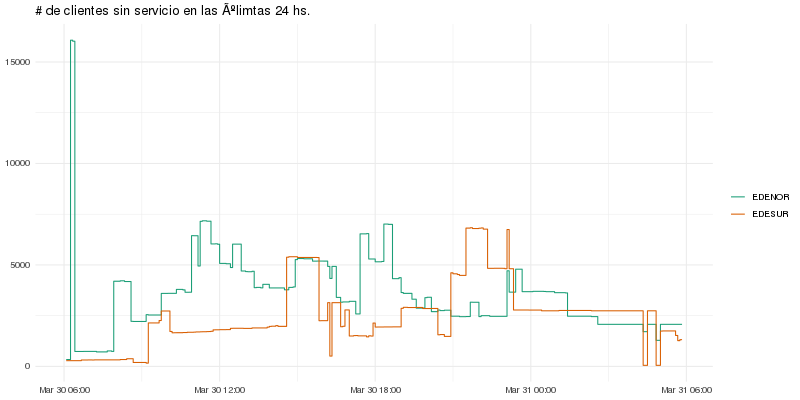 # de clientes sin servicio en las Ãºlimtas 24 hs.
15000
10000
5000
0
Mar 30 06:00 Mar 30 12:00 Mar 30 18:00 Mar 31 00:00 Mar 31 06:00
EDENOR
EDESUR